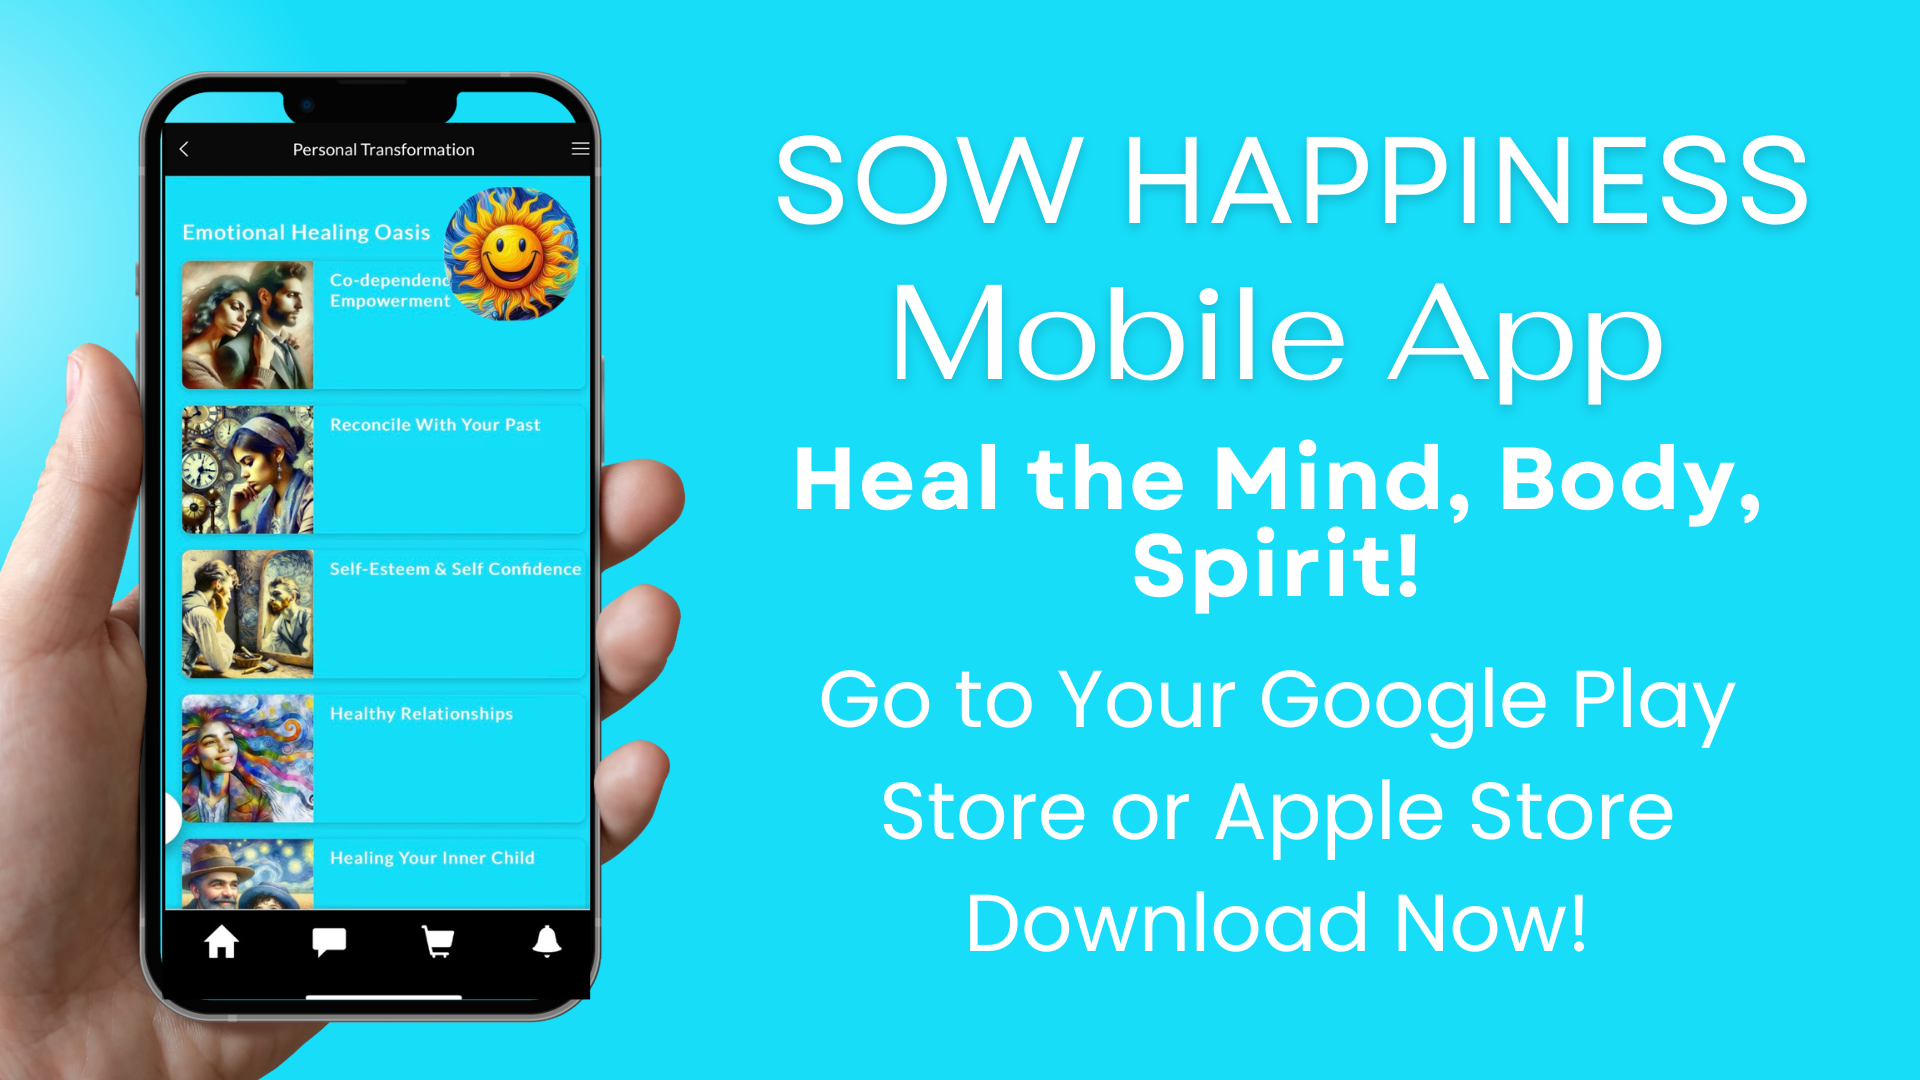 Personal Transformation
Emotional Healing Oasis
Empowerment
Reconcile With Your Past
Self-Esteem & Self Confidence
Healthy Relationships
Healing Your Inner Child
SOW HAPPINESS
Mobile App
Heal the Mind, Body,
Spirit!
Go to Your Google Play
Store or Apple Store
Download Now!